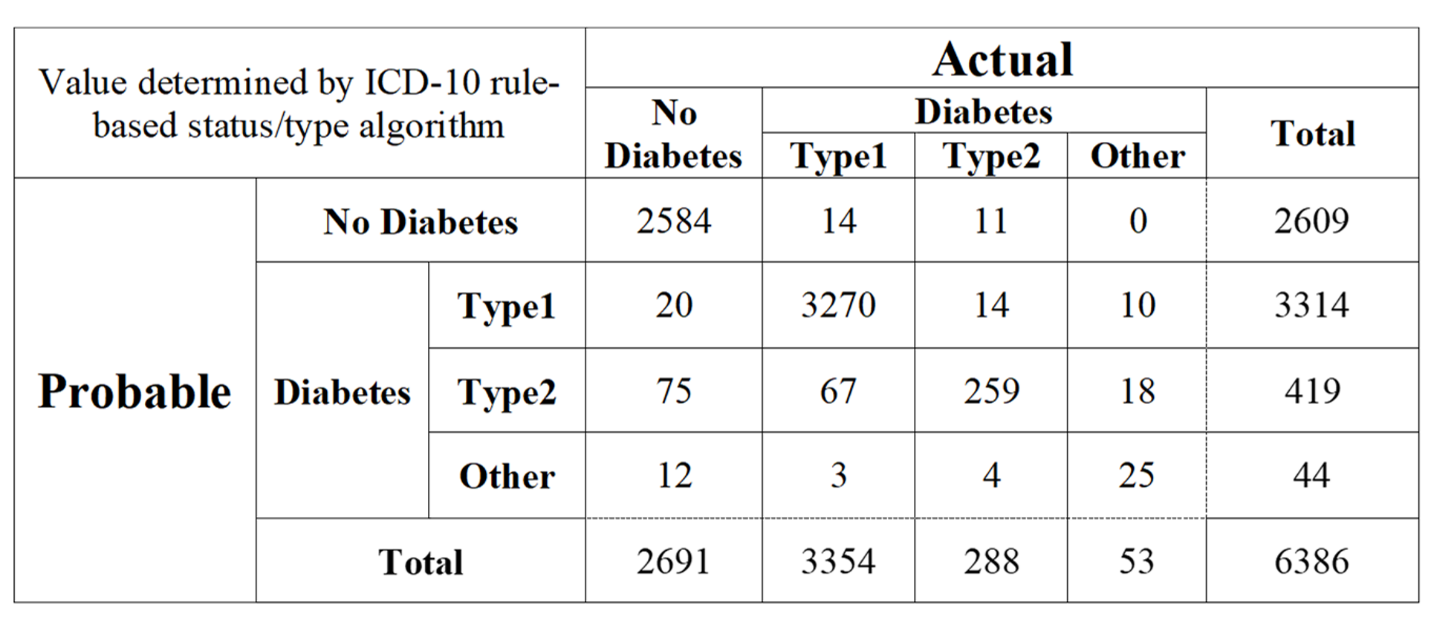 Value determined by ICD-10 rule-
based status/type algorithm
Actual
No
Diabetes
Diabetes
Total
Type1 Type2 Other
Probable
No Diabetes 2584 14 11 0 2609
Diabetes
Type1 20 3270 14 10 3314
Type2 75 67 259 18 419
Other 12 3 4 25 44
Total 2691 3354 288 53 6386